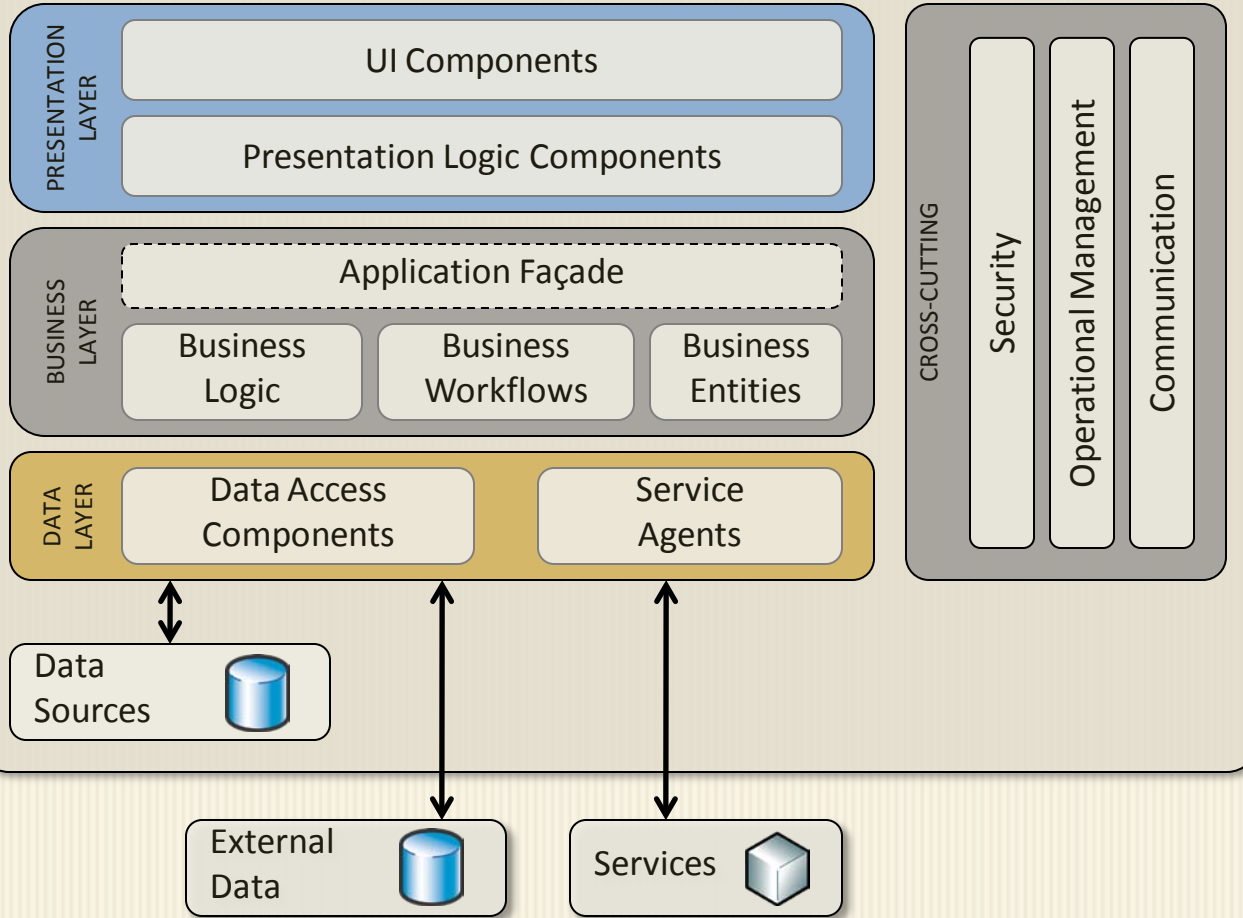 PRESENTATION
LAYER
UI Components
Presentation Logic Components
BUSINESS
LAYER
Application Façade
Business
Logic
Business
Workflows
Business
Entities
DATA
LAYER
Data Access
Components
Service
Agents
CROSS-CUTTING
Security
Operational Management
Communication
Data
Sources
External
Data
Services